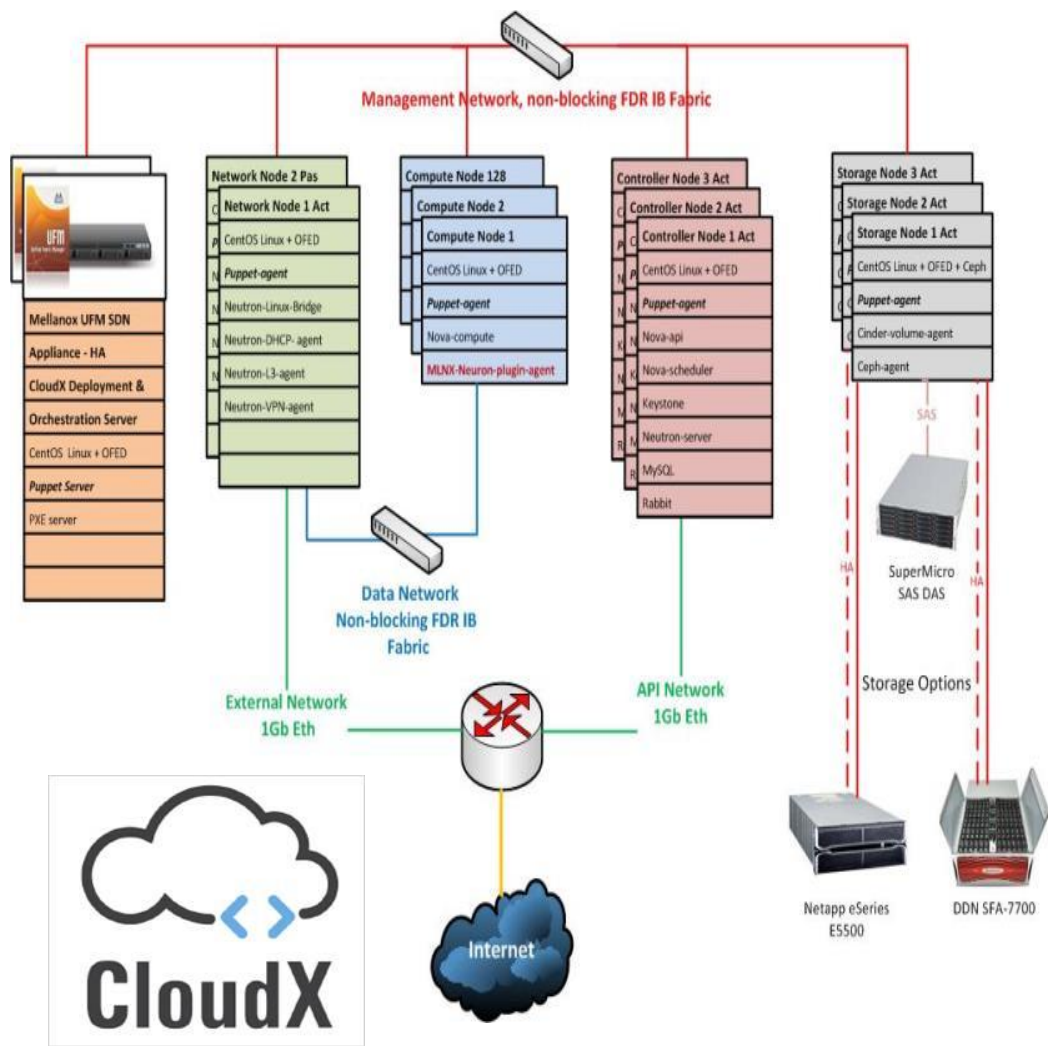 Management Network, non-blocking FDR IB Fabric
UFM
Mellanox UFM SDN
Appliance - HA
CloudX Deployment &
Orchestration Server
CentOS Linux + OFED
Puppet Server
PXE server
Network Node 2 Pas
C
P
N
N
N
N
Network Node 1 Act
CentOS Linux + OFED
Puppet-agent
Neutron-Linux-Bridge
Neutron-DHCP- agent
Neutron-L3-agent
Neutron-VPN-agent
Compute Node 128
Compute Node 2
Compute Node 1
CentOS Linux + OFED
Puppet-agent
Nova-compute
MLNX-Neuron-plugin-agent
Controller Node 3 Act
C
P
N
N
K
N
M
R
Controller Node 2 Act
C
P
N
N
K
N
M
R
Controller Node 1 Act
CentOS Linux + OFED
Puppet-agent
Nova-api
Nova-scheduler
Keystone
Neutron-server
MySQL
Rabbit
Storage Node 3 Act
Storage Node 2 Act
Storage Node 1 Act
CentOS Linux + OFED + Ceph
Puppet-agent
Cinder-volume-agent
Ceph-agent
SAS
SuperMicro
SAS DAS
HA
HA
Storage Options
Netapp eSeries
E5500
DDN SFA-7700
Data Network
Non-blocking FDR IB
Fabric
External Network
1Gb Eth
API Network
1Gb Eth
Internet
CloudX